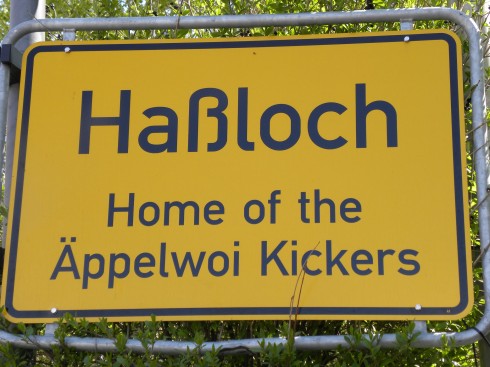 Haßloch
Home of the
Äppelwoi Kickers